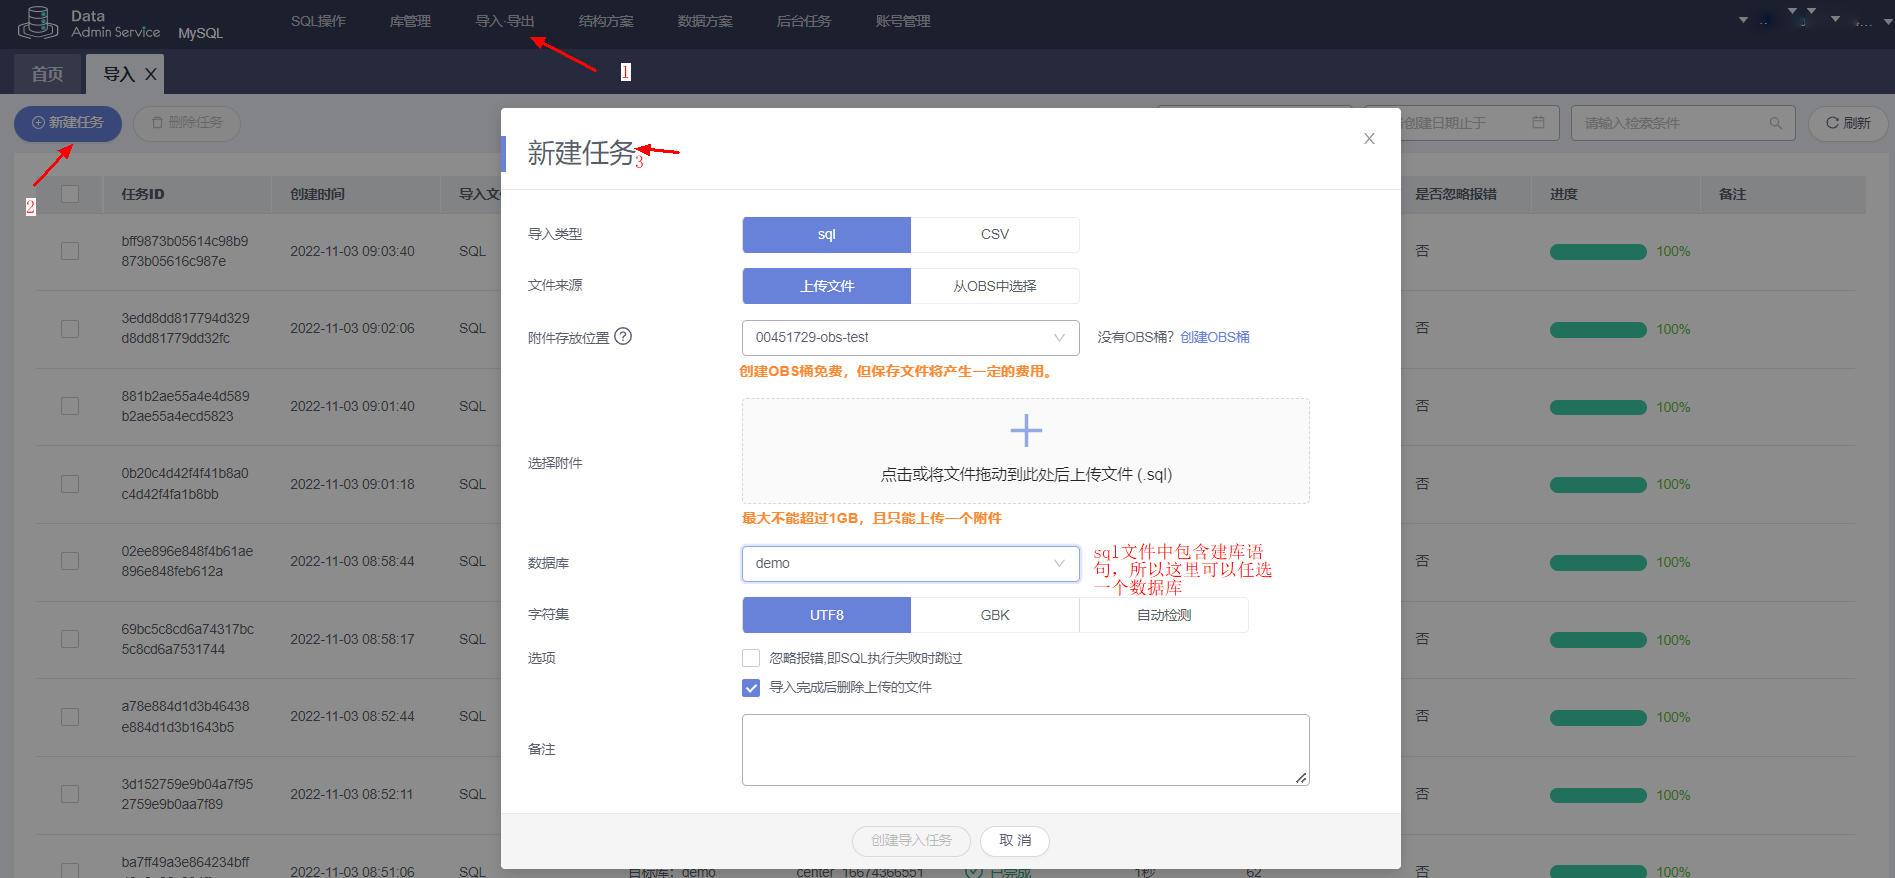 Data
Admin Service
MySQL
SQL操作
库管理
导入·导出
结构方案
数据方案
后台任务
账号管理
1
首页
导入 X
新建任务
删除任务
创建日期止于
请输入检索条件
刷新
2
新建任务
3
任务ID
创建时间
导入文
是否忽略报错
进度
备注
bff9873b05614c98b9
873b05616c987e
2022-11-03 09:03:40
SQL
否
100%
3edd8dd817794d329
d8dd81779dd32fc
2022-11-03 09:02:06
SQL
否
100%
881b2ae55a4e4d589
b2ae55a4ecd5823
2022-11-03 09:01:40
SQL
否
100%
0b20c4d42f4f41b8a0
c4d42f4fa1b8bb
2022-11-03 09:01:18
SQL
否
100%
02ee896e848f4b61ae
896e848feb612a
2022-11-03 08:58:44
SQL
否
100%
69bc5c8cd6a74317bc
5c8cd6a7531744
2022-11-03 08:58:17
SQL
否
100%
a78e884d1d3b46438
e884d1d3b1643b5
2022-11-03 08:52:44
SQL
否
100%
3d152759e9b04a7f95
2759e9b0aa7f89
2022-11-03 08:52:11
SQL
否
100%
ba7ff49a3e864234bff
2022-11-03 08:51:06
SQL
目标库：demo
center_16674366551
已完成
1秒
62
否
100%
导入类型
sql
CSV
文件来源
上传文件
从OBS中选择
附件存放位置
00451729-obs-test
没有OBS桶? 创建OBS桶
创建OBS桶免费，但保存文件将产生一定的费用。
选择附件
点击或将文件拖动到此处后上传文件 (.sql)
最大不能超过1GB，且只能上传一个附件
数据库
demo
sql文件中包含建库语
句，所以这里可以任选
一个数据库
字符集
UTF8
GBK
自动检测
选项
忽略报错,即SQL执行失败时跳过
导入完成后删除上传的文件
备注
创建导入任务
取 消